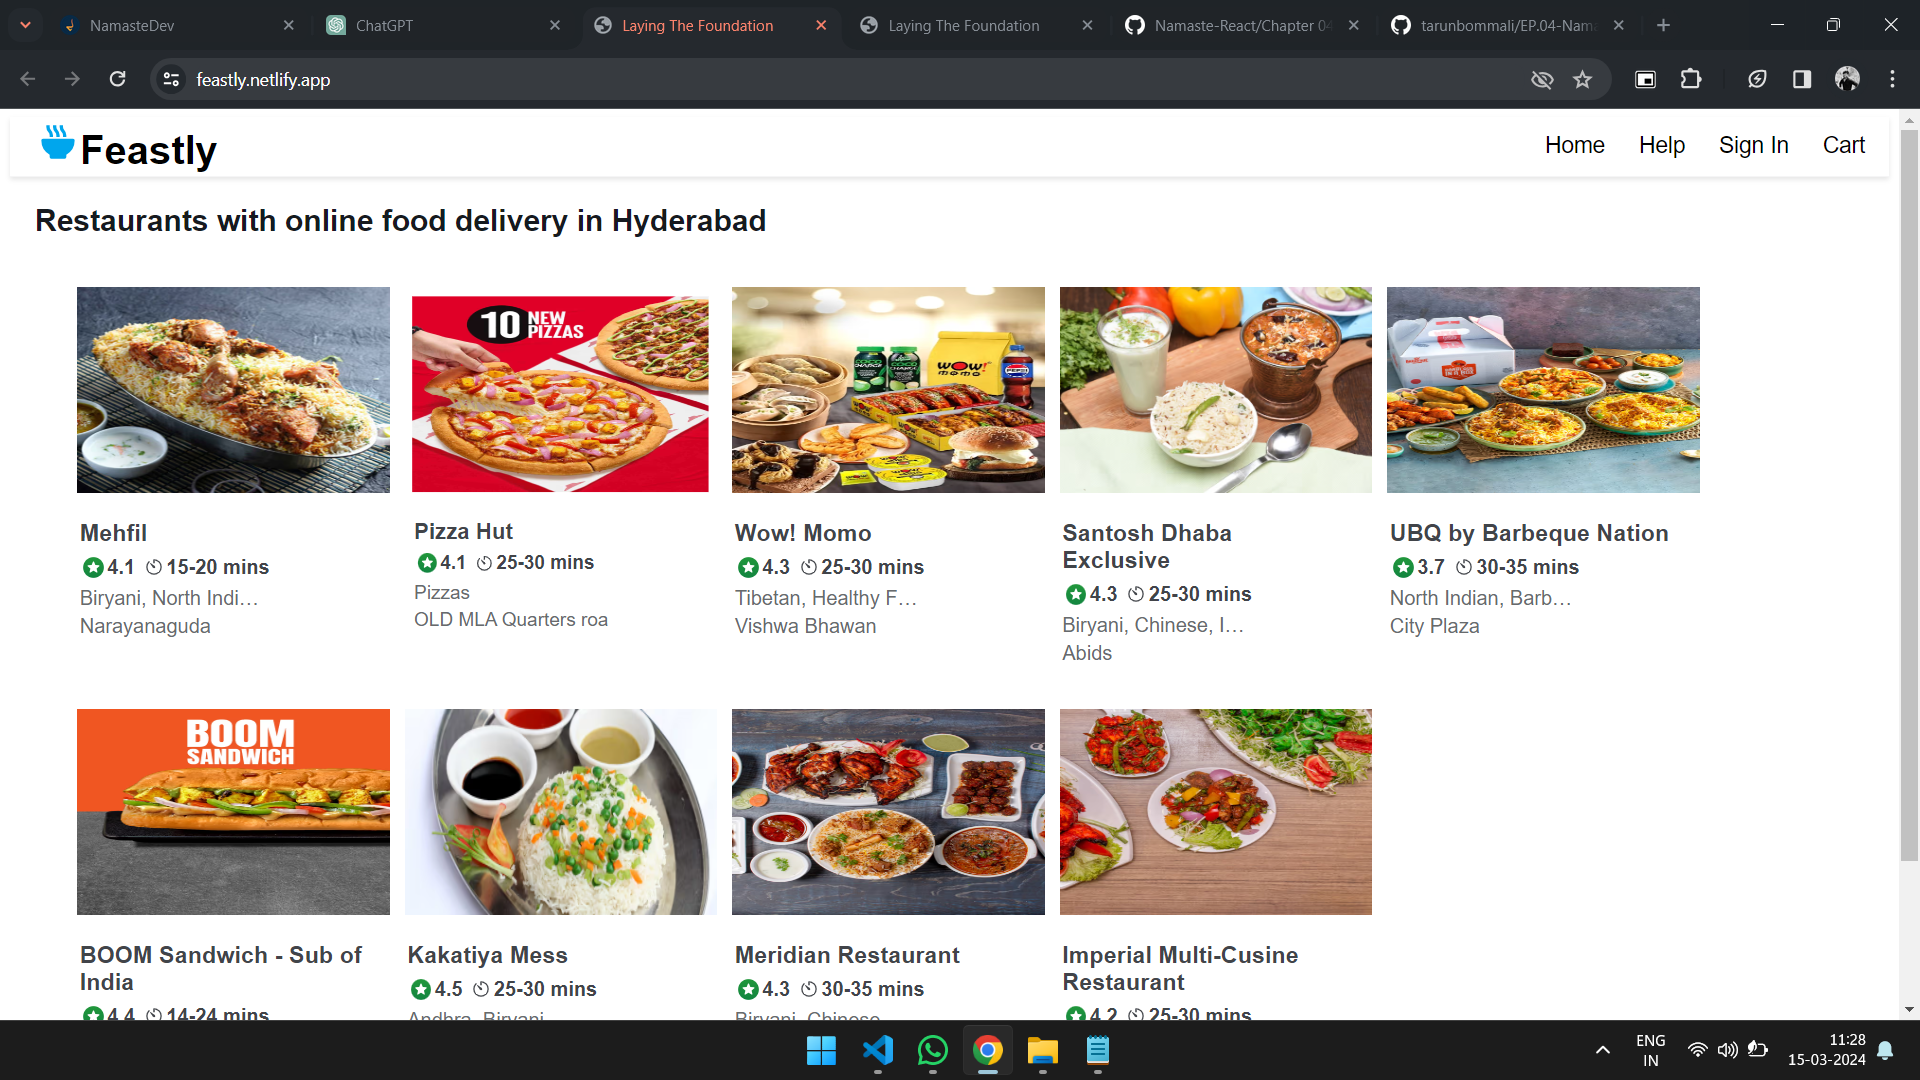 NamasteDev
ChatGPT
Laying The Foundation
Laying The Foundation
Namaste-React/Chapter 04
tarunbommali/EP.04-Nam
feastly.netlify.app
Feastly
Home
Help
Sign In
Cart
Restaurants with online food delivery in Hyderabad
10 NEW PIZZAS
WOW!
MOMO
PEPSI
Mehfil
4.1 15-20 mins
Biryani, North Indi…
Narayanaguda
Pizza Hut
4.1 25-30 mins
Pizzas
OLD MLA Quarters roa
Wow! Momo
4.3 25-30 mins
Tibetan, Healthy F…
Vishwa Bhawan
Santosh Dhaba
Exclusive
4.3 25-30 mins
Biryani, Chinese, I…
Abids
UBQ by Barbeque Nation
3.7 30-35 mins
North Indian, Barb…
City Plaza
BOOM
SANDWICH
BOOM Sandwich - Sub of
India
4.4 14-24 mins
Kakatiya Mess
4.5 25-30 mins
Andhra, Biryani
Meridian Restaurant
4.3 30-35 mins
Biryani, Chinese
Imperial Multi-Cusine
Restaurant
4.2 25-30 mins
ENG
IN
11:28
15-03-2024